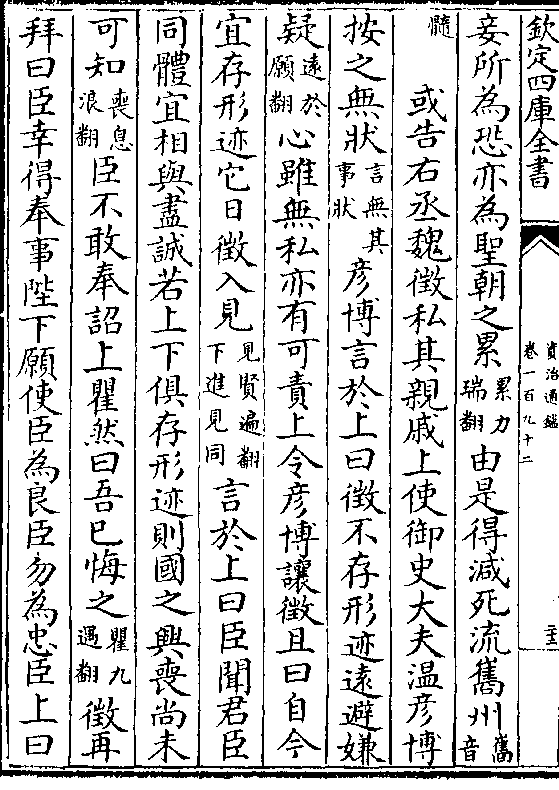 欽定四庫全書
資治通鑑
卷一百九十二
妾所為恐亦為聖朝之累累力瑞翻由是得減死流巂州巂音
髓
或告右丞魏徵私其親戚上使御史大夫溫彥博
按之無狀言無其事狀彥博言於上曰徵不存形迹遠避嫌
疑遠於願翻心雖無私亦有可責上令彥博讓徵且曰自今
宜存形迹它日徵入見見賢遍翻下進見同言於上曰臣聞君臣
同體宜相與盡誠若上下俱存形迹則國之興喪尚未
可知喪息浪翻臣不敢奉詔上瞿然曰吾已悔之瞿九遇翻徵再
拜曰臣幸得奉事陛下願使臣為良臣勿為忠臣上曰